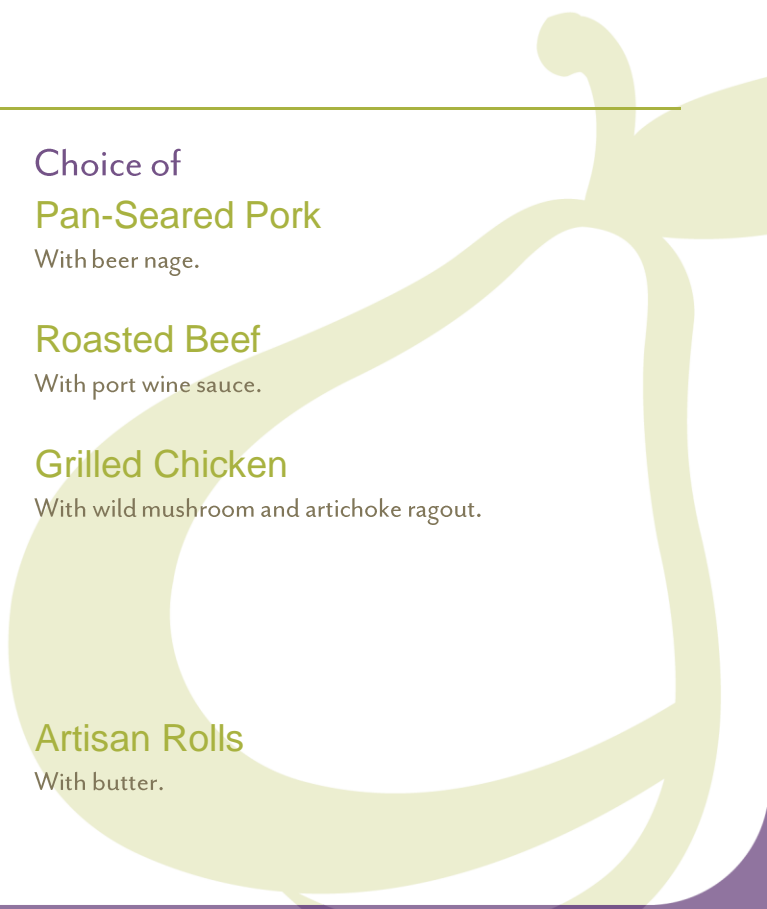 Choice of
Pan-Seared Pork
With beer nage.
Roasted Beef
With port wine sauce.
Grilled Chicken
With wild mushroom and artichoke ragout.
Artisan Rolls
With butter.